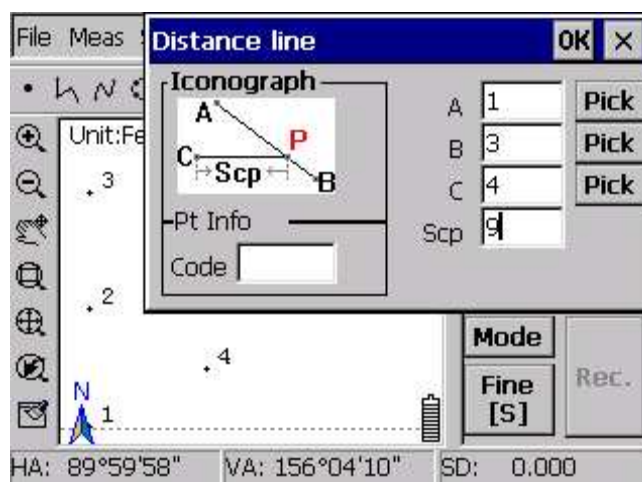 File Meas
Distance line OK ×
Iconograph
A
P
C
Scp
B
Pt Info
Code
A 1 Pick
B 3 Pick
C 4 Pick
Scp 9
Unit:Fe
3
2
4
N
1
Mode
Fine
[S]
Rec.
HA: 89°59'58" VA: 156°04'10" SD: 0.000